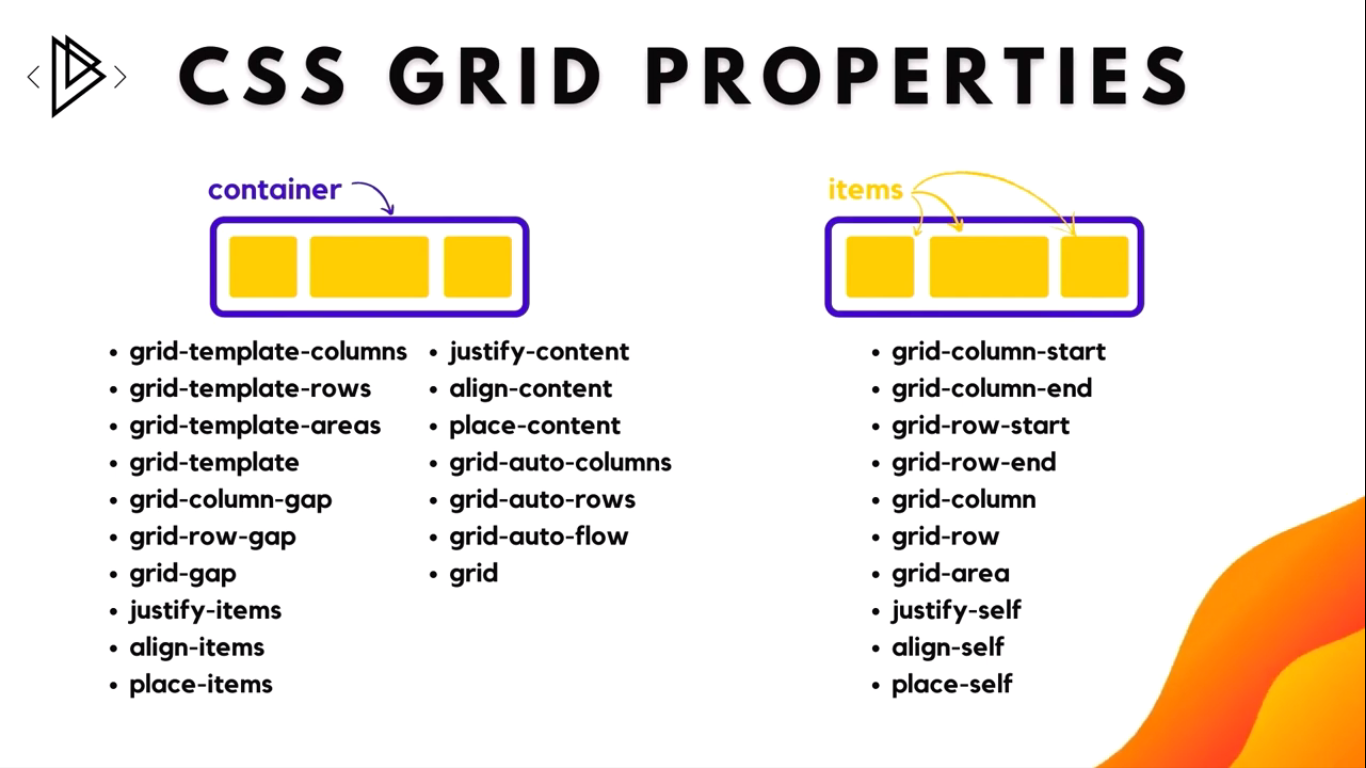 CSS GRID PROPERTIES
container
• grid-template-columns
• grid-template-rows
• grid-template-areas
• grid-template
• grid-column-gap
• grid-row-gap
• grid-gap
• justify-items
• align-items
• place-items
• justify-content
• align-content
• place-content
• grid-auto-columns
• grid-auto-rows
• grid-auto-flow
• grid
items
• grid-column-start
• grid-column-end
• grid-row-start
• grid-row-end
• grid-column
• grid-row
• grid-area
• justify-self
• align-self
• place-self